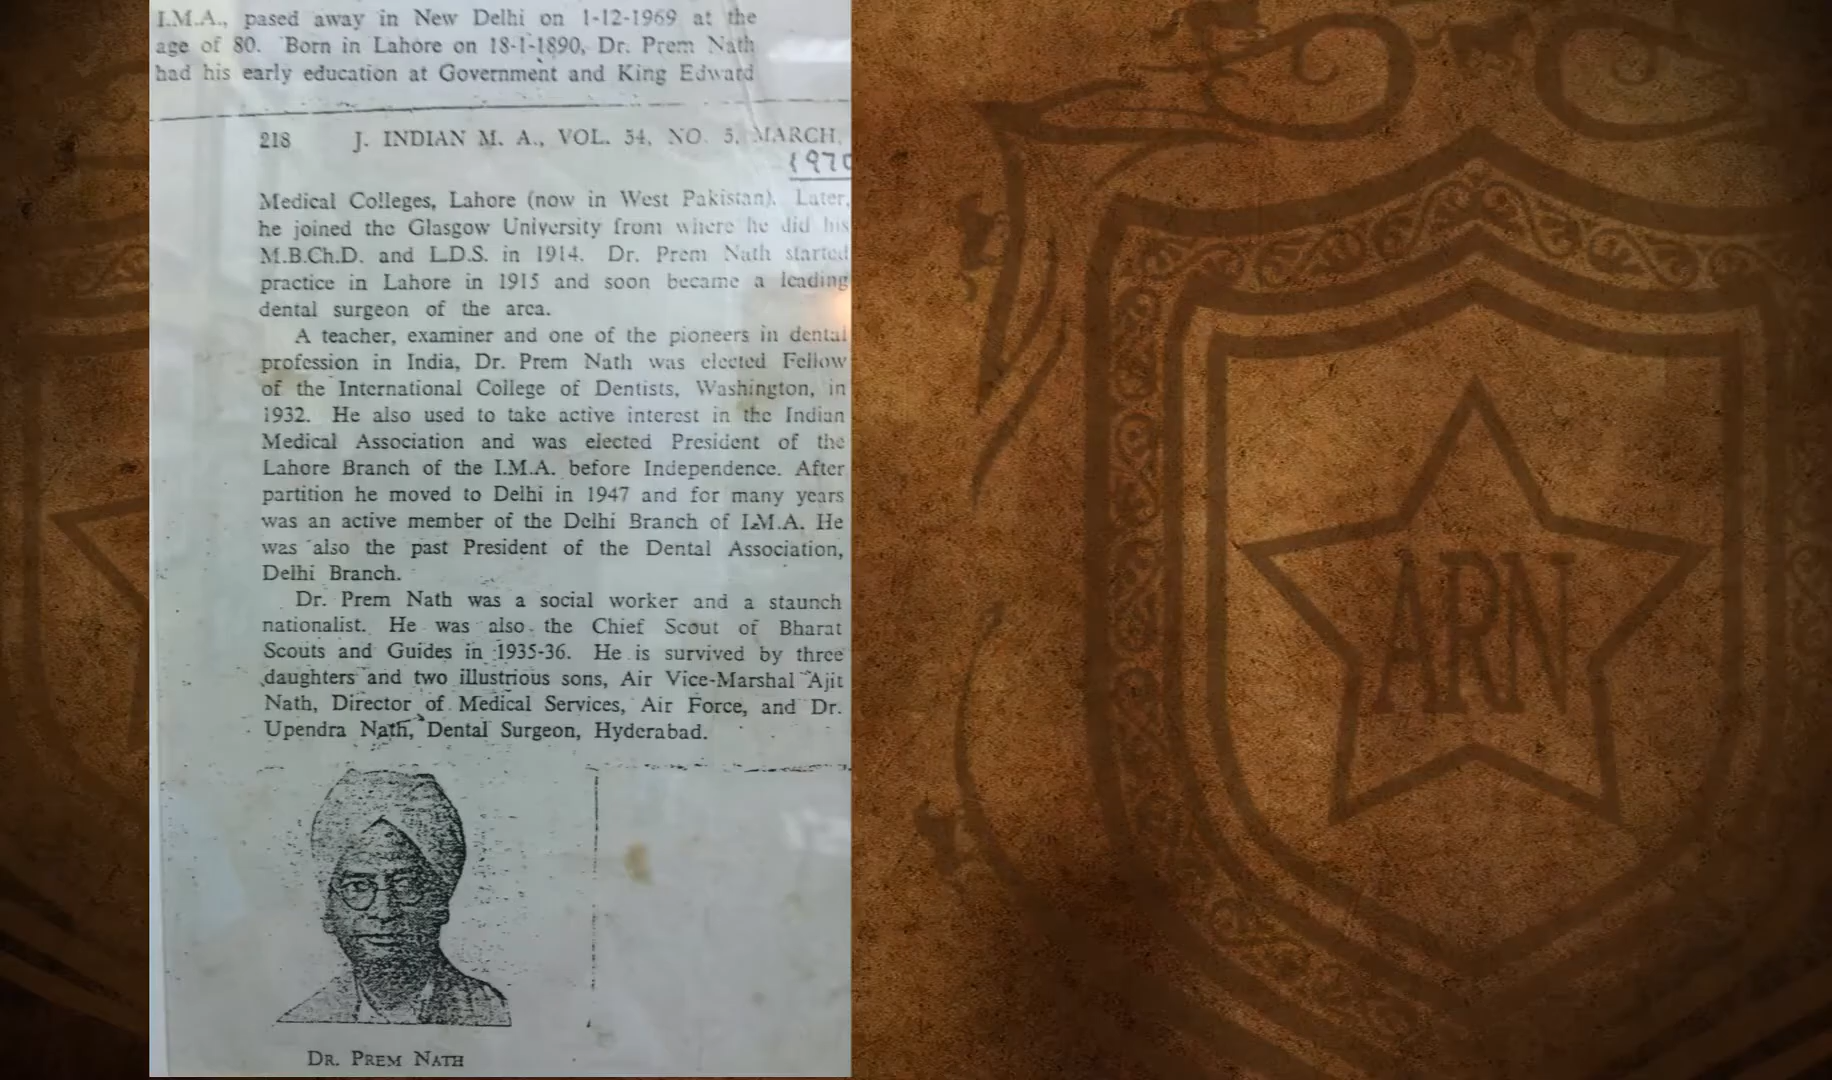 I.M.A., pased away in New Delhi on 1-12-1969 at the
age of 80. Born in Lahore on 18-1-1890, Dr. Prem Nath
had his early education at Government and King Edward
218 J. INDIAN M. A., VOL. 54, NO. 5, MARCH,
1970
Medical Colleges, Lahore (now in West Pakistan). Later,
he joined the Glasgow University from where he did his
M.B.Ch.D. and L.D.S. in 1914. Dr. Prem Nath started
practice in Lahore in 1915 and soon became a leading
dental surgeon of the area.
A teacher, examiner and one of the pioneers in dental
profession in India, Dr. Prem Nath was elected Fellow
of the International College of Dentists, Washington, in
1932. He also used to take active interest in the Indian
Medical Association and was elected President of the
Lahore Branch of the I.M.A. before Independence. After
partition he moved to Delhi in 1947 and for many years
was an active member of the Delhi Branch of I.M.A. He
was also the past President of the Dental Association,
Delhi Branch.
Dr. Prem Nath was a social worker and a staunch
nationalist. He was also the Chief Scout of Bharat
Scouts and Guides in 1935-36. He is survived by three
daughters and two illustrious sons, Air Vice-Marshal Ajit
Nath, Director of Medical Services, Air Force, and Dr.
Upendra Nath, Dental Surgeon, Hyderabad.
DR. PREM NATH
ARN